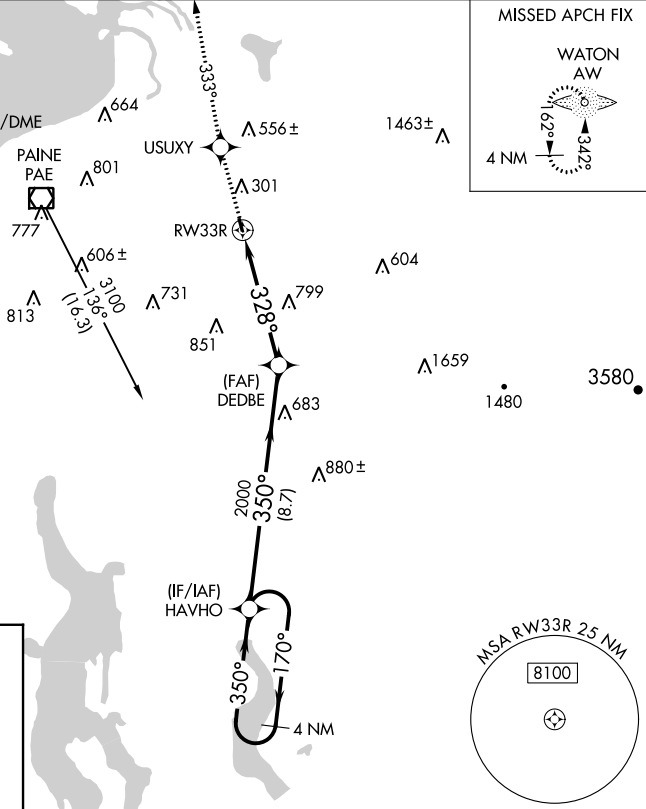 MISSED APCH FIX
WATON
AW
162°
342°
4 NM
333°
664
/DME
556±
1463±
USUXY
PAINE
PAE
801
301
777
RW33R
606±
604
3100
136°
(16.3)
813
731
799
328°
851
1659
(FAF)
DEDBE
3580
1480
683
880±
2000
350°
(8.7)
(IF/IAF)
HAVHO
350°
170°
4 NM
MSA RW33R 25 NM
8100